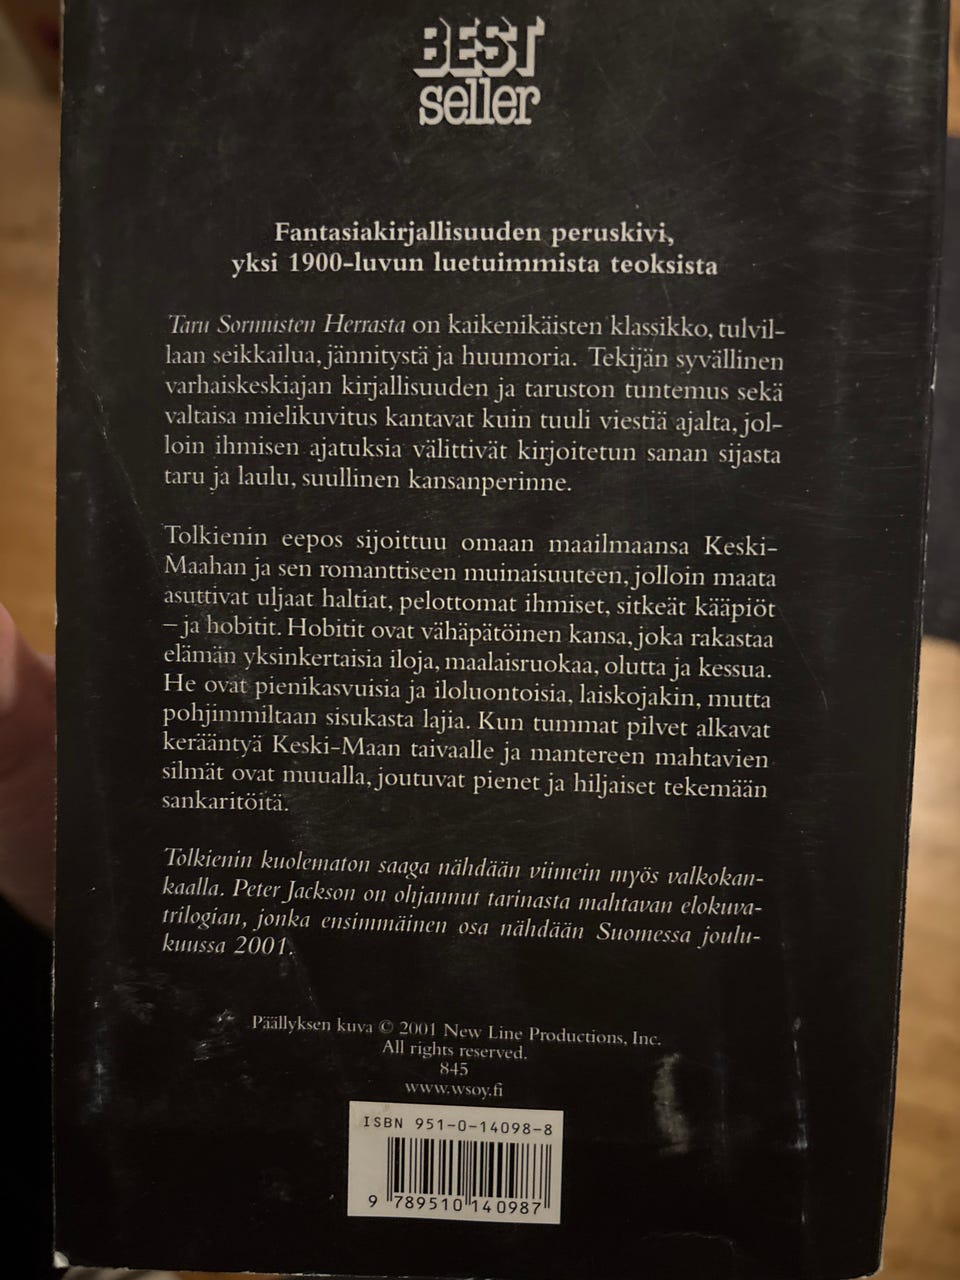 BEST
seller
Fantasiakirjallisuuden peruskivi,
yksi 1900-luvun luetuimmista teoksista
Taru Sormusten Herrasta on kaikenikäisten klassikko, tulvil-
laan seikkailua, jännitystä ja huumoria. Tekijän syvällinen
varhaiskeskiajan kirjallisuuden ja taruston tuntemus sekä
valtaisa mielikuvitus kantavat kuin tuuli viestiä ajalta, jol-
loin ihmisen ajatuksia välittivät kirjoitetun sanan sijasta
taru ja laulu, suullinen kansanperinne.
Tolkienin eepos sijoittuu omaan maailmaansa Keski-
Maahan ja sen romanttiseen muinaisuuteen, jolloin maata
asuttivat uljaat haltiat, pelottomat ihmiset, sitkeät kääpiöt
– ja hobitit. Hobitit ovat vähäpätöinen kansa, joka rakastaa
elämän yksinkertaisia iloja, maalaisruokaa, olutta ja kessua.
He ovat pienikasvuisia ja iloluontoisia, laiskojakin, mutta
pohjimmiltaan sisukasta lajia. Kun tummat pilvet alkavat
kerääntyä Keski-Maan taivaalle ja mantereen mahtavien
silmät ovat muualla, joutuvat pienet ja hiljaiset tekemään
sankaritöitä.
Tolkienin kuolematon saaga nähdään viimein myös valkokan-
kaalla. Peter Jackson on ohjannut tarinasta mahtavan elokuva-
trilogian, jonka ensimmäinen osa nähdään Suomessa joulu-
kuussa 2001.
Päällyksen kuva © 2001 New Line Productions, Inc.
All rights reserved.
845
www.wsoy.fi
ISBN 951-0-14098-8
9 789510 140987